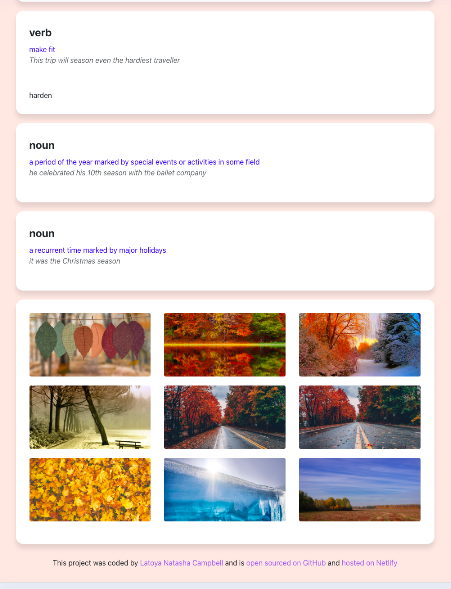 verb
make fit
This trip will season even the hardiest traveller
harden
noun
a period of the year marked by special events or activities in some field
he celebrated his 10th season with the ballet company
noun
a recurrent time marked by major holidays
it was the Christmas season
This project was coded by Latoya Natasha Campbell and is open sourced on GitHub and hosted on Netlify